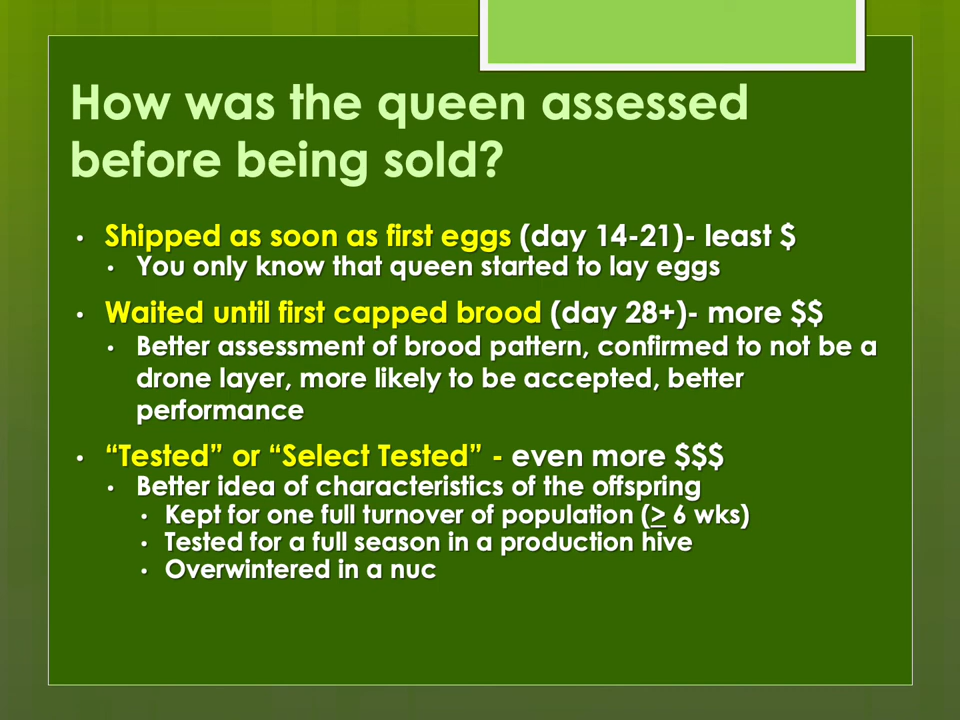 How was the queen assessed
before being sold?
• Shipped as soon as first eggs (day 14-21)- least $
• You only know that queen started to lay eggs
• Waited until first capped brood (day 28+)- more $$
• Better assessment of brood pattern, confirmed to not be a
drone layer, more likely to be accepted, better
performance
• “Tested” or “Select Tested” - even more $$$
• Better idea of characteristics of the offspring
• Kept for one full turnover of population (≥ 6 wks)
• Tested for a full season in a production hive
• Overwintered in a nuc